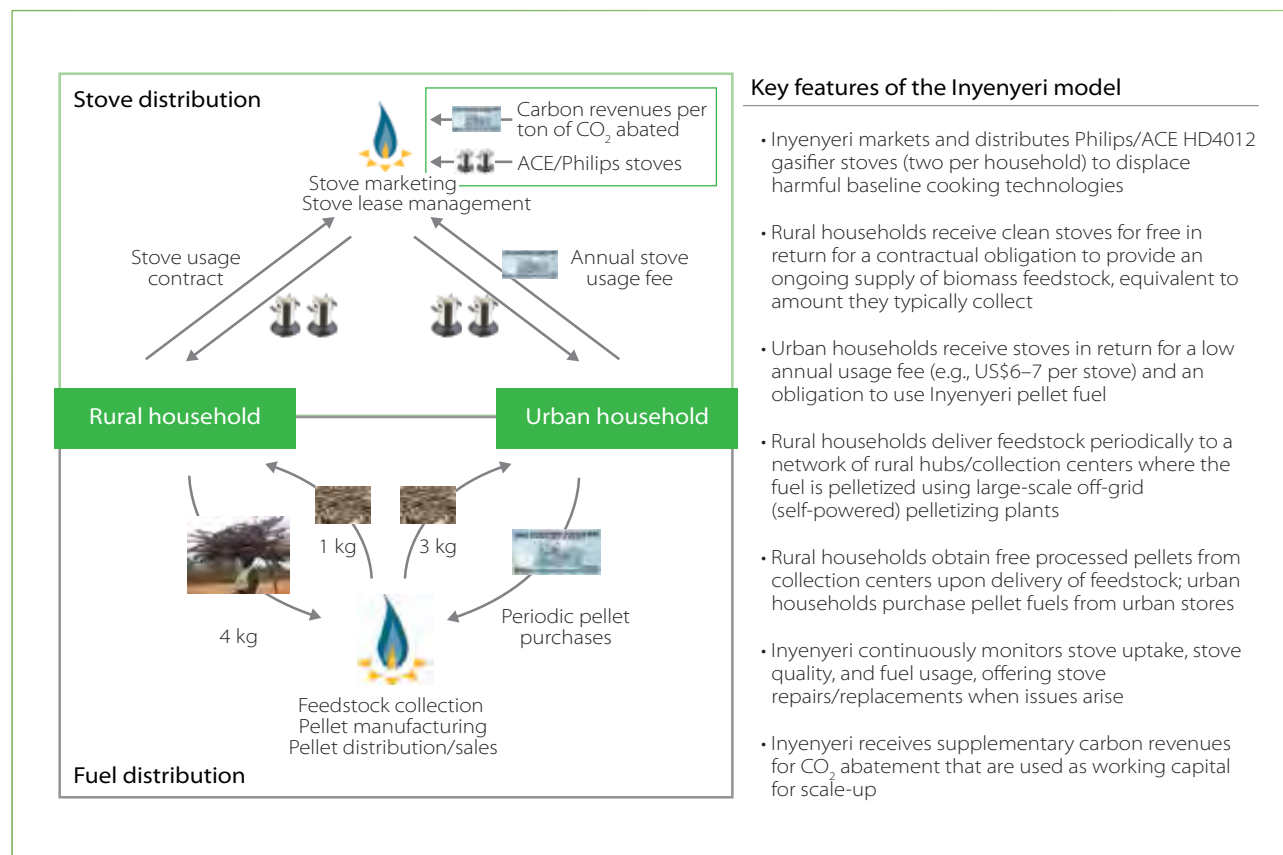 Stove distribution
Carbon revenues per
ton of CO₂ abated
ACE/Philips stoves
Stove marketing
Stove lease management
Stove usage
contract
Annual stove
usage fee
Rural household
Urban household
1 kg
3 kg
4 kg
Periodic pellet
purchases
Feedstock collection
Pellet manufacturing
Pellet distribution/sales
Fuel distribution
Key features of the Inyenyeri model
• Inyenyeri markets and distributes Philips/ACE HD4012
gasifier stoves (two per household) to displace
harmful baseline cooking technologies
• Rural households receive clean stoves for free in
return for a contractual obligation to provide an
ongoing supply of biomass feedstock, equivalent to
amount they typically collect
• Urban households receive stoves in return for a low
annual usage fee (e.g., US$6–7 per stove) and an
obligation to use Inyenyeri pellet fuel
• Rural households deliver feedstock periodically to a
network of rural hubs/collection centers where the
fuel is pelletized using large-scale off-grid
(self-powered) pelletizing plants
• Rural households obtain free processed pellets from
collection centers upon delivery of feedstock; urban
households purchase pellet fuels from urban stores
• Inyenyeri continuously monitors stove uptake, stove
quality, and fuel usage, offering stove
repairs/replacements when issues arise
• Inyenyeri receives supplementary carbon revenues
for CO₂ abatement that are used as working capital
for scale-up